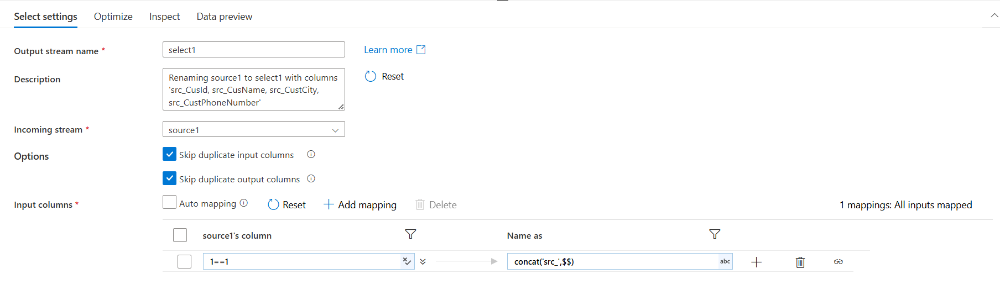 Select settings Optimize Inspect Data preview
Output stream name * select1 Learn more
Description Renaming source1 to select1 with columns Reset
'src_CusId, src_CusName, src_CustCity,
src_CustPhoneNumber'
Incoming stream * source1
Options Skip duplicate input columns
Skip duplicate output columns
Input columns * Auto mapping Reset Add mapping Delete 1 mappings: All inputs mapped
source1's column Name as
1==1 concat('src_',$$) abc